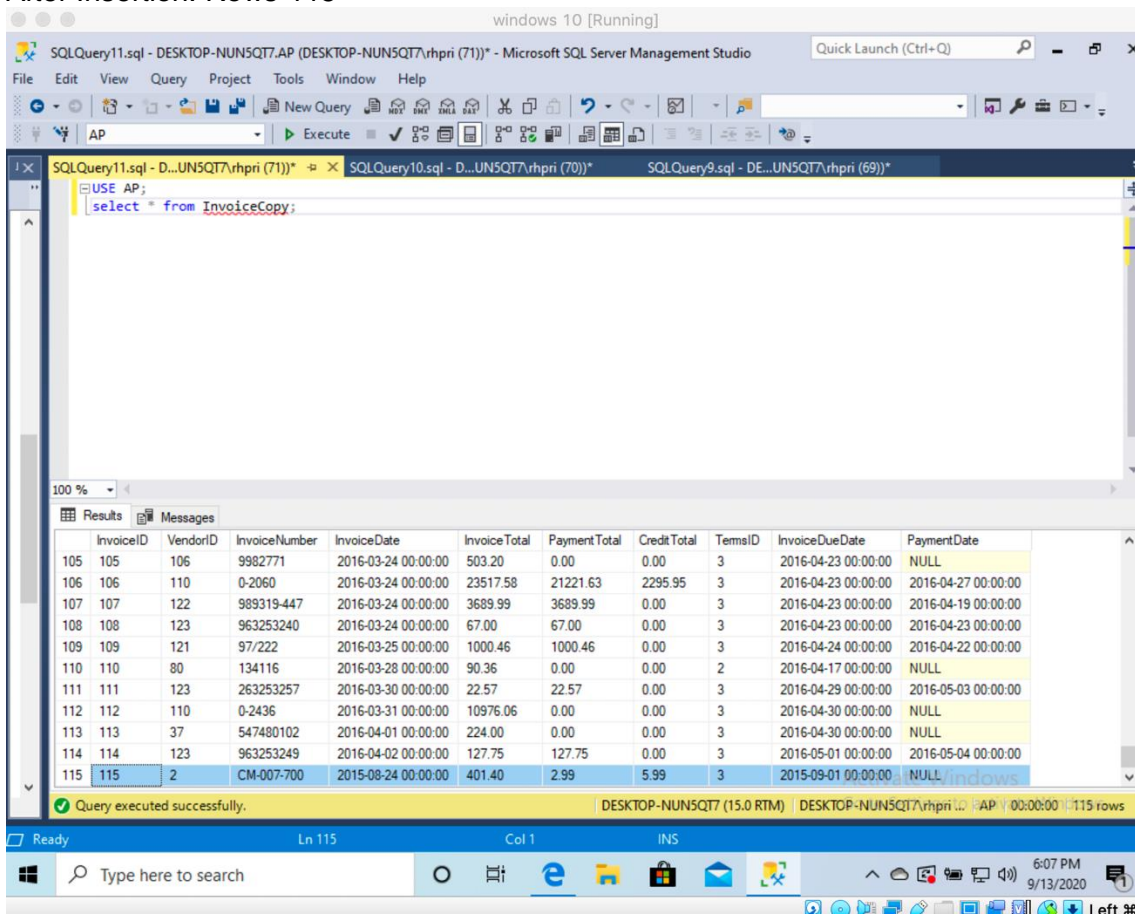 After Insertion: Rows 115
windows 10 [Running]
SQLQuery11.sql - DESKTOP-NUN5QT7.AP (DESKTOP-NUN5QT7\rhpri (71))* - Microsoft SQL Server Management Studio
Quick Launch (Ctrl+Q)
File Edit View Query Project Tools Window Help
New Query
AP Execute
SQLQuery11.sql - D...UN5QT7\rhpri (71))* SQLQuery10.sql - D...UN5QT7\rhpri (70))* SQLQuery9.sql - DE...UN5QT7\rhpri (69))*
USE AP;
select * from InvoiceCopy;
100 %
Results Messages
InvoiceID VendorID InvoiceNumber InvoiceDate InvoiceTotal PaymentTotal CreditTotal TermsID InvoiceDueDate PaymentDate
105 105 106 9982771 2016-03-24 00:00:00 503.20 0.00 0.00 3 2016-04-23 00:00:00 NULL
106 106 110 0-2060 2016-03-24 00:00:00 23517.58 21221.63 2295.95 3 2016-04-23 00:00:00 2016-04-27 00:00:00
107 107 122 989319-447 2016-03-24 00:00:00 3689.99 3689.99 0.00 3 2016-04-23 00:00:00 2016-04-19 00:00:00
108 108 123 963253240 2016-03-24 00:00:00 67.00 67.00 0.00 3 2016-04-23 00:00:00 2016-04-23 00:00:00
109 109 121 97/222 2016-03-25 00:00:00 1000.46 1000.46 0.00 3 2016-04-24 00:00:00 2016-04-22 00:00:00
110 110 80 134116 2016-03-28 00:00:00 90.36 0.00 0.00 2 2016-04-17 00:00:00 NULL
111 111 123 263253257 2016-03-30 00:00:00 22.57 22.57 0.00 3 2016-04-29 00:00:00 2016-05-03 00:00:00
112 112 110 0-2436 2016-03-31 00:00:00 10976.06 0.00 0.00 3 2016-04-30 00:00:00 NULL
113 113 37 547480102 2016-04-01 00:00:00 224.00 0.00 0.00 3 2016-04-30 00:00:00 NULL
114 114 123 963253249 2016-04-02 00:00:00 127.75 127.75 0.00 3 2016-05-01 00:00:00 2016-05-04 00:00:00
115 115 2 CM-007-700 2015-08-24 00:00:00 401.40 2.99 5.99 3 2015-09-01 00:00:00 NULL
Activate Windows
Query executed successfully. DESKTOP-NUN5QT7 (15.0 RTM) DESKTOP-NUN5QT7\rhpri ... AP 00:00:00 115 rows
Ready Ln 115 Col 1 INS
Type here to search
6:07 PM
9/13/2020
Left ⌘